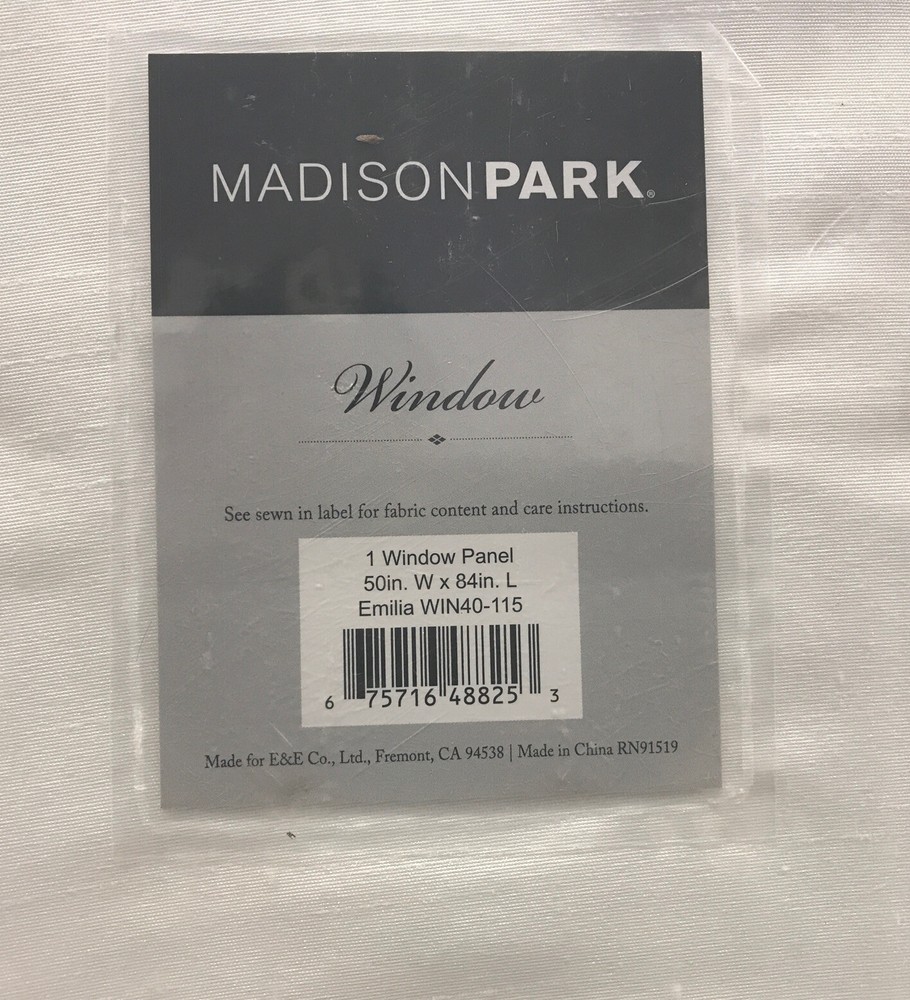 MADISONPARK®
Window
See sewn in label for fabric content and care instructions.
1 Window Panel
50in. W x 84in. L
Emilia WIN40-115
6 75716 48825 3
Made for E&E Co., Ltd., Fremont, CA 94538 | Made in China RN91519